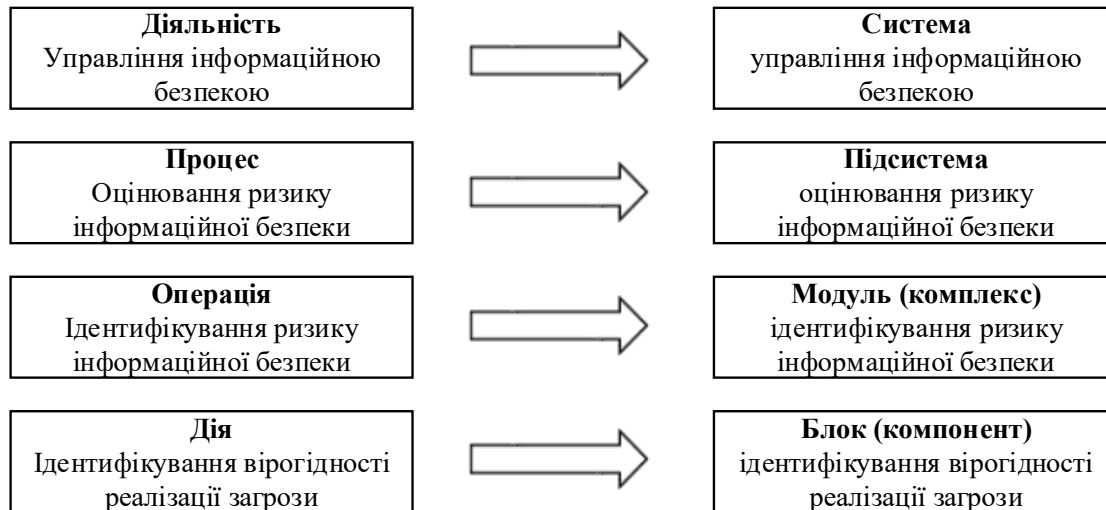 Діяльність
Управління інформаційною
безпекою
Система
управління інформаційною
безпекою
Процес
Оцінювання ризику
інформаційної безпеки
Підсистема
оцінювання ризику
інформаційної безпеки
Операція
Ідентифікування ризику
інформаційної безпеки
Модуль (комплекс)
ідентифікування ризику
інформаційної безпеки
Дія
Ідентифікування вірогідності
реалізації загрози
Блок (компонент)
ідентифікування вірогідності
реалізації загрози